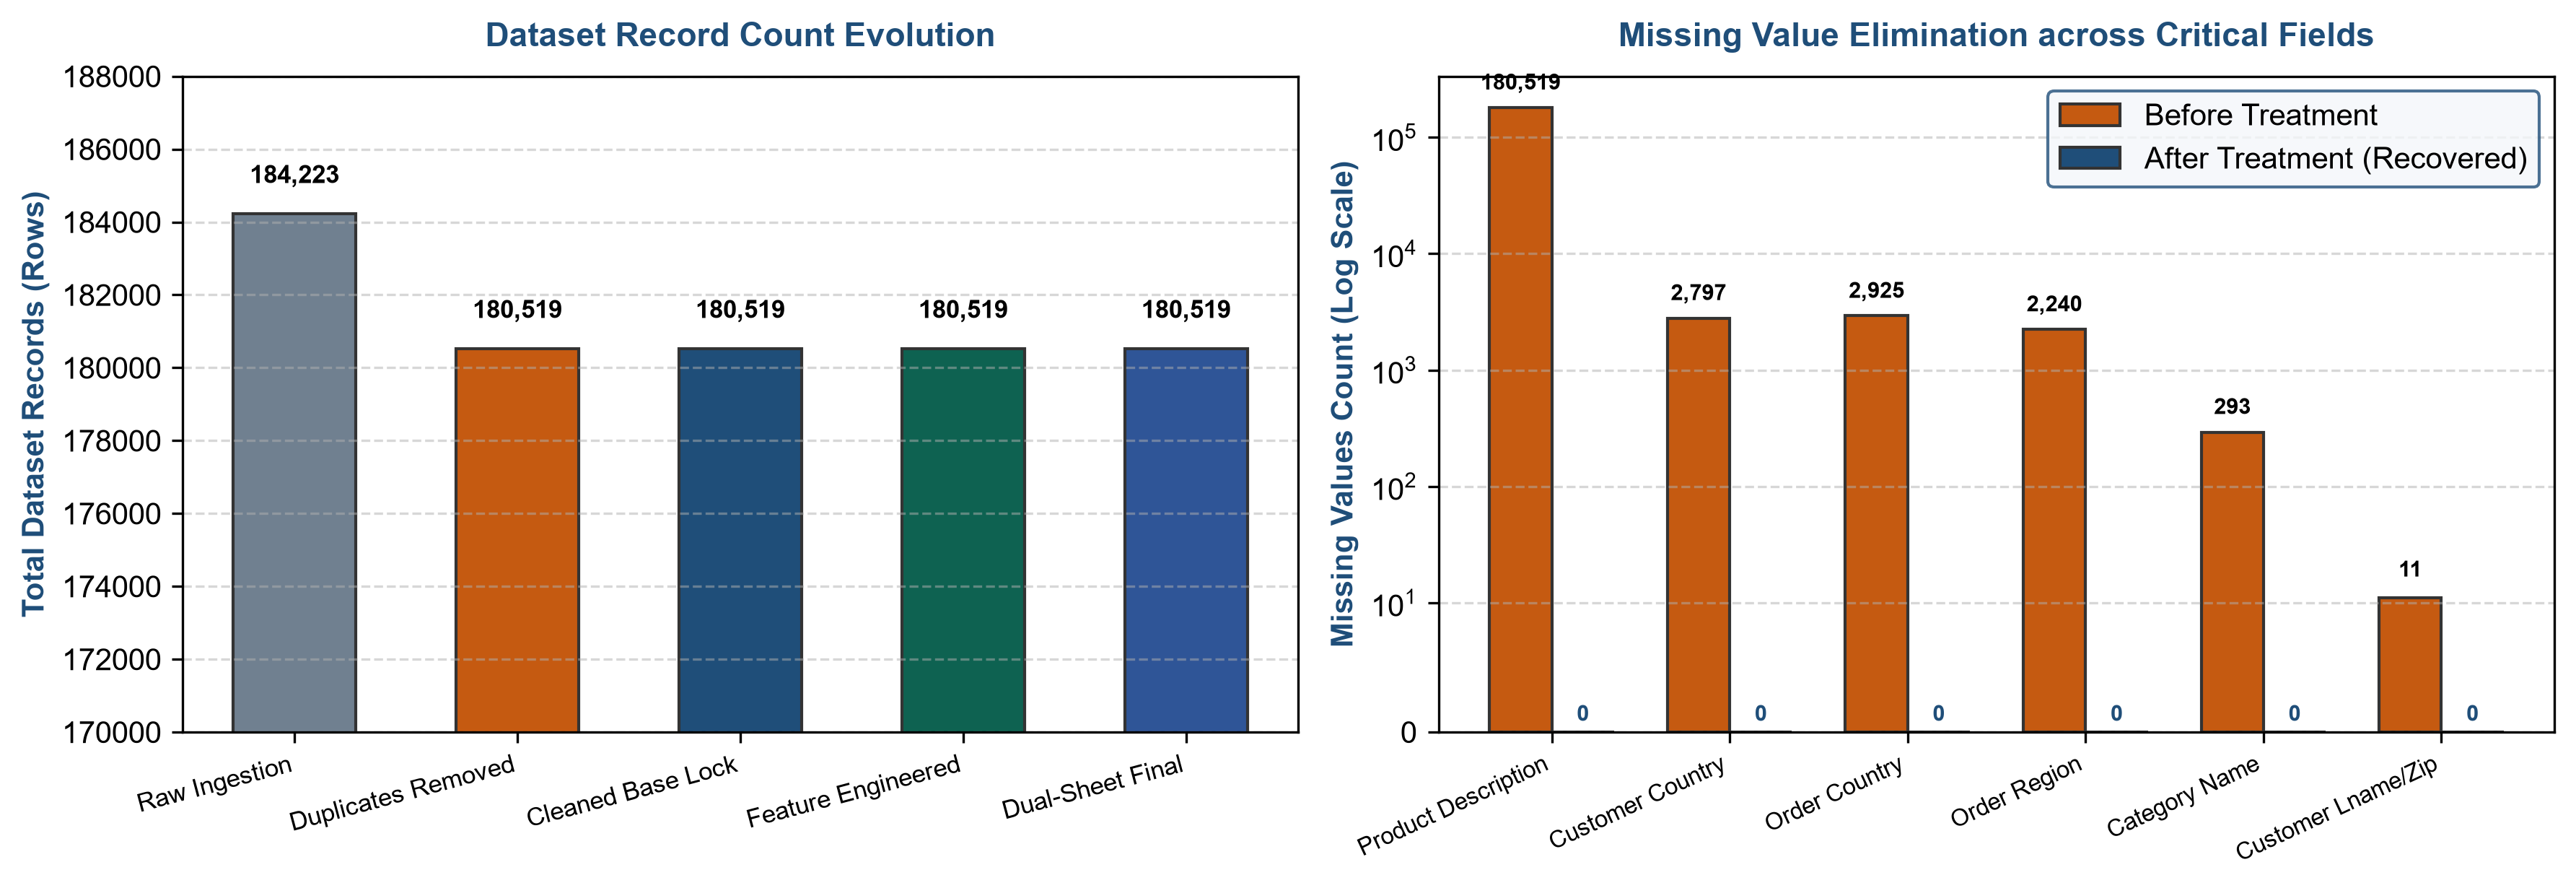 Dataset Record Count Evolution
Total Dataset Records (Rows)
188000
186000
184000
182000
180000
178000
176000
174000
172000
170000
184,223
180,519
180,519
180,519
180,519
Raw Ingestion
Duplicates Removed
Cleaned Base Lock
Feature Engineered
Dual-Sheet Final
Missing Value Elimination across Critical Fields
Missing Values Count (Log Scale)
10⁵
10⁴
10³
10²
10¹
0
Before Treatment
After Treatment (Recovered)
180,519
2,797
2,925
2,240
293
11
0
0
0
0
0
0
Product Description
Customer Country
Order Country
Order Region
Category Name
Customer Lname/Zip